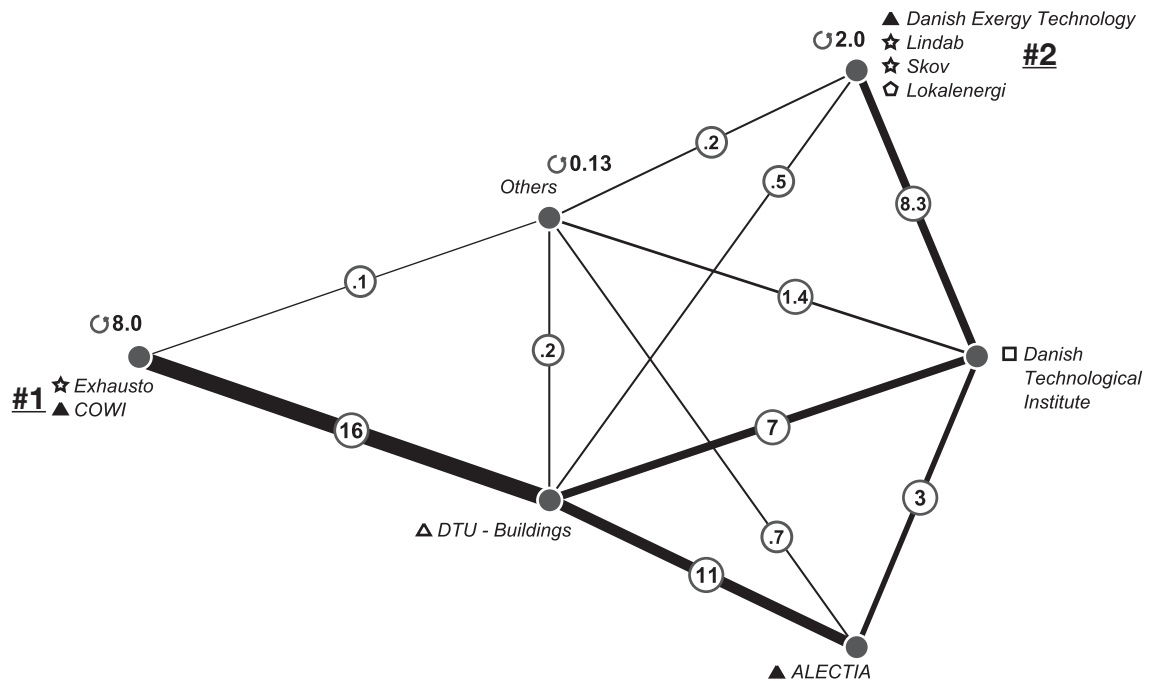 2.0
Danish Exergy Technology
Lindab
Skov
Lokalenergi
#2
.2
0.13
Others
.5
8.3
.1
1.4
8.0
.2
Danish
Technological
Institute
#1
Exhausto
COWI
16
7
3
DTU - Buildings
.7
11
ALECTIA